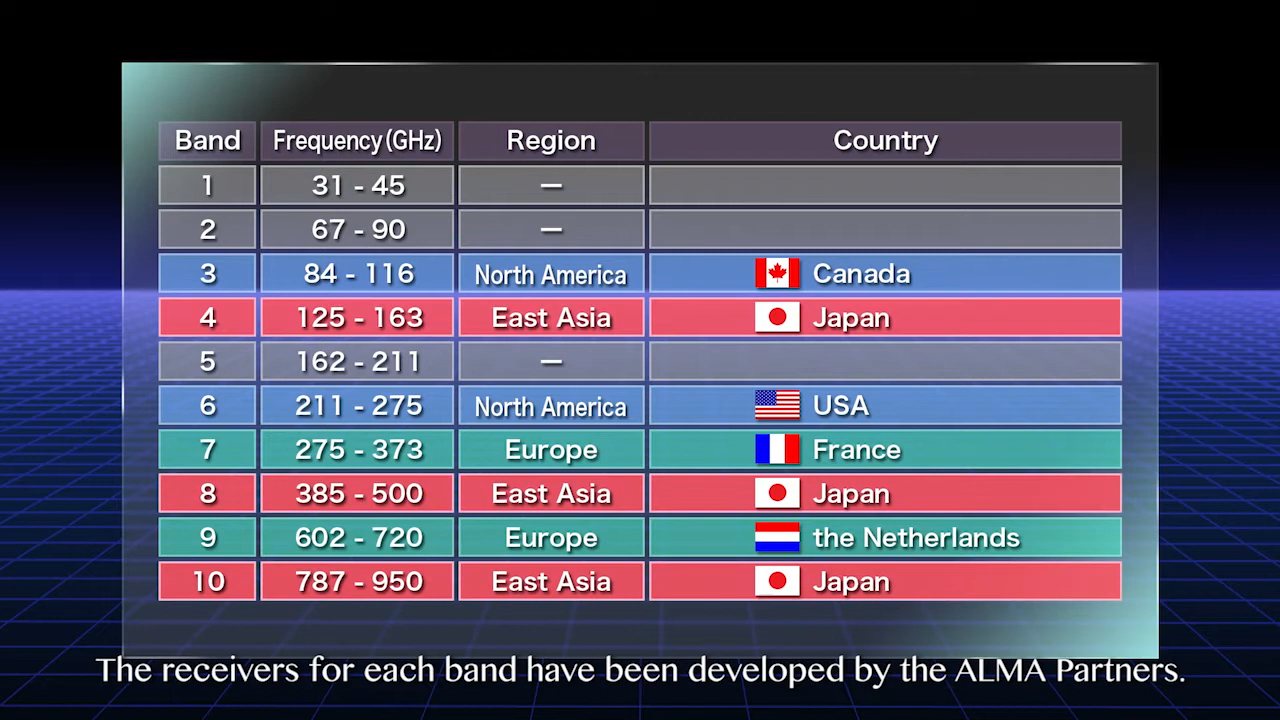 Band Frequency(GHz) Region Country
1 31 - 45 —
2 67 - 90 —
3 84 - 116 North America Canada
4 125 - 163 East Asia Japan
5 162 - 211 —
6 211 - 275 North America USA
7 275 - 373 Europe France
8 385 - 500 East Asia Japan
9 602 - 720 Europe the Netherlands
10 787 - 950 East Asia Japan
The receivers for each band have been developed by the ALMA Partners.